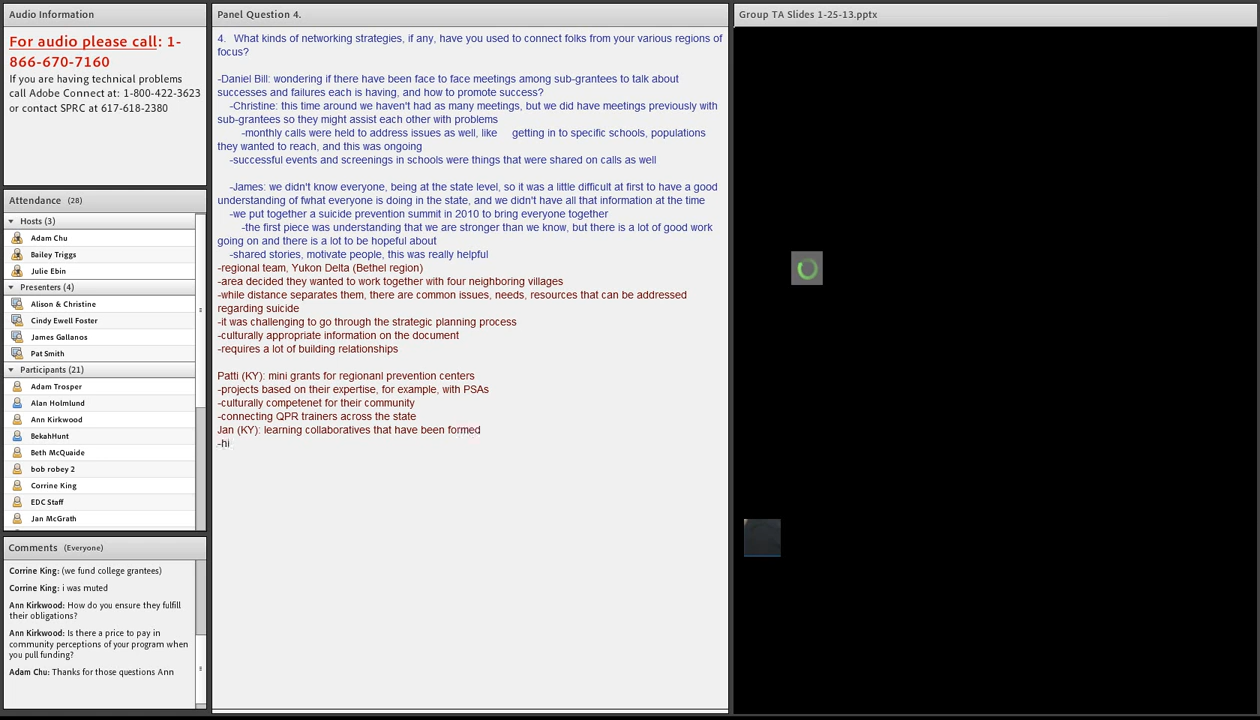 Audio Information
For audio please call: 1-
866-670-7160
If you are having technical problems
call Adobe Connect at: 1-800-422-3623
or contact SPRC at 617-618-2380
Attendance (28)
Hosts (3)
Adam Chu
Bailey Triggs
Julie Ebin
Presenters (4)
Alison & Christine
Cindy Ewell Foster
James Gallanos
Pat Smith
Participants (21)
Adam Trosper
Alan Holmlund
Ann Kirkwood
BekahHunt
Beth McQuaide
bob robey 2
Corrine King
EDC Staff
Jan McGrath
Comments (Everyone)
Corrine King: (we fund college grantees)
Corrine King: i was muted
Ann Kirkwood: How do you ensure they fulfill
their obligations?
Ann Kirkwood: Is there a price to pay in
community perceptions of your program when
you pull funding?
Adam Chu: Thanks for those questions Ann
Panel Question 4.
4. What kinds of networking strategies, if any, have you used to connect folks from your various regions of
focus?
-Daniel Bill: wondering if there have been face to face meetings among sub-grantees to talk about
successes and failures each is having, and how to promote success?
-Christine: this time around we haven't had as many meetings, but we did have meetings previously with
sub-grantees so they might assist each other with problems
-monthly calls were held to address issues as well, like getting in to specific schools, populations
they wanted to reach, and this was ongoing
-successful events and screenings in schools were things that were shared on calls as well
-James: we didn't know everyone, being at the state level, so it was a little difficult at first to have a good
understanding of fwhat everyone is doing in the state, and we didn't have all that information at the time
-we put together a suicide prevention summit in 2010 to bring everyone together
-the first piece was understanding that we are stronger than we know, but there is a lot of good work
going on and there is a lot to be hopeful about
-shared stories, motivate people, this was really helpful
-regional team, Yukon Delta (Bethel region)
-area decided they wanted to work together with four neighboring villages
-while distance separates them, there are common issues, needs, resources that can be addressed
regarding suicide
-it was challenging to go through the strategic planning process
-culturally appropriate information on the document
-requires a lot of building relationships
Patti (KY): mini grants for regionanl prevention centers
-projects based on their expertise, for example, with PSAs
-culturally competenet for their community
-connecting QPR trainers across the state
Jan (KY): learning collaboratives that have been formed
-hi
Group TA Slides 1-25-13.pptx